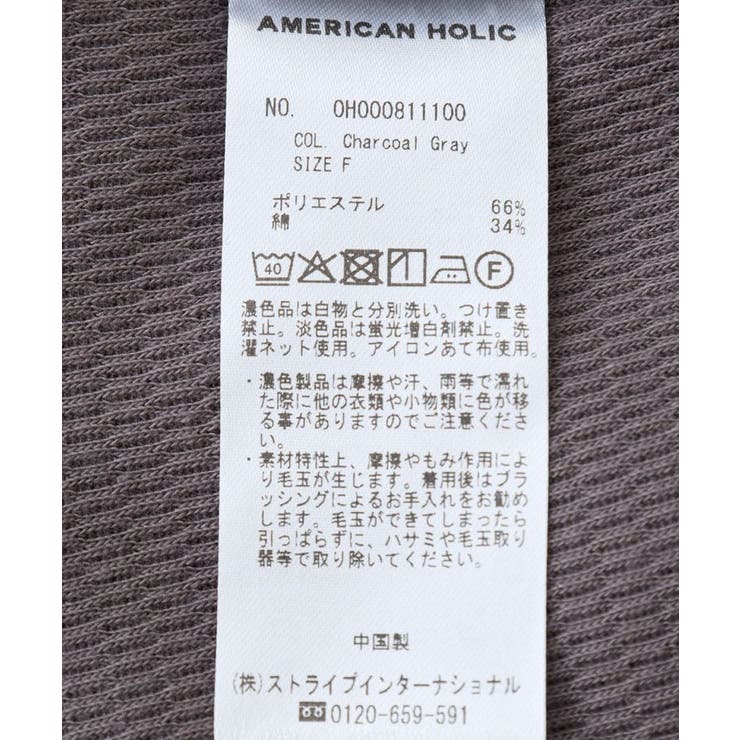 AMERICAN HOLIC
NO. OH000811100
COL. Charcoal Gray
SIZE F
ポリエステル 66%
綿 34%
40 F
濃色品は白物と分別洗い。つけ置き
禁止。淡色品は蛍光増白剤禁止。洗
濯ネット使用。アイロンあて布使用。
・濃色製品は摩擦や汗、雨等で濡れ
た際に他の衣類や小物類に色が移
る事がありますのでご注意くださ
い。
・素材特性上、摩擦やもみ作用によ
り毛玉が生じます。着用後はブラ
ッシングによるお手入れをお勧め
します。毛玉ができてしまったら
引っぱらずに、ハサミや毛玉取り
器等で取り除いてください。
中国製
(株)ストライプインターナショナル
0120-659-591